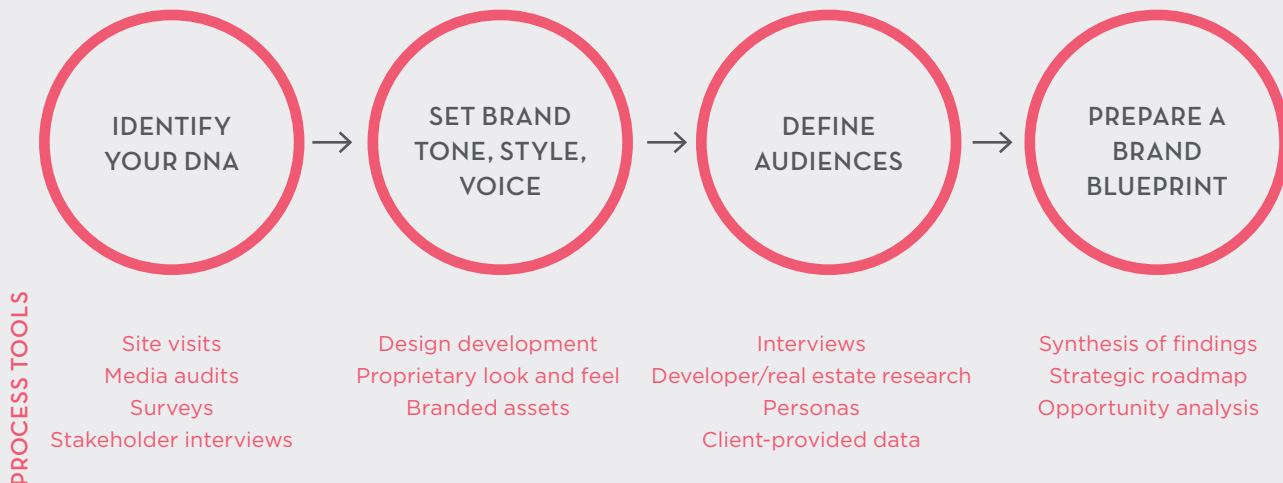 IDENTIFY
YOUR DNA
SET BRAND
TONE, STYLE,
VOICE
DEFINE
AUDIENCES
PREPARE A
BRAND
BLUEPRINT
PROCESS TOOLS
Site visits
Media audits
Surveys
Stakeholder interviews
Design development
Proprietary look and feel
Branded assets
Interviews
Developer/real estate research
Personas
Client-provided data
Synthesis of findings
Strategic roadmap
Opportunity analysis